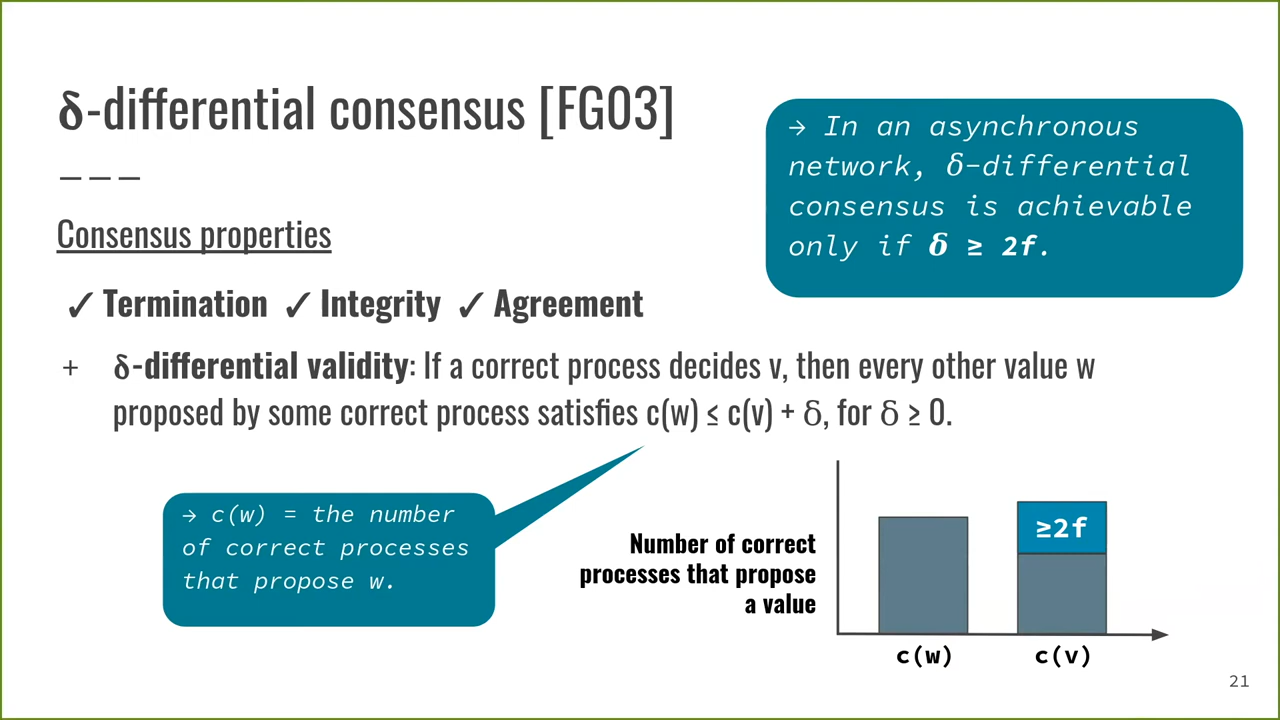 δ-differential consensus [FG03]
→ In an asynchronous
network, δ-differential
consensus is achievable
only if δ ≥ 2f.
Consensus properties
✓ Termination ✓ Integrity ✓ Agreement
+ δ-differential validity: If a correct process decides v, then every other value w
proposed by some correct process satisfies c(w) ≤ c(v) + δ, for δ ≥ 0.
→ c(w) = the number
of correct processes
that propose w.
Number of correct
processes that propose
a value
≥2f
c(w)
c(v)
21